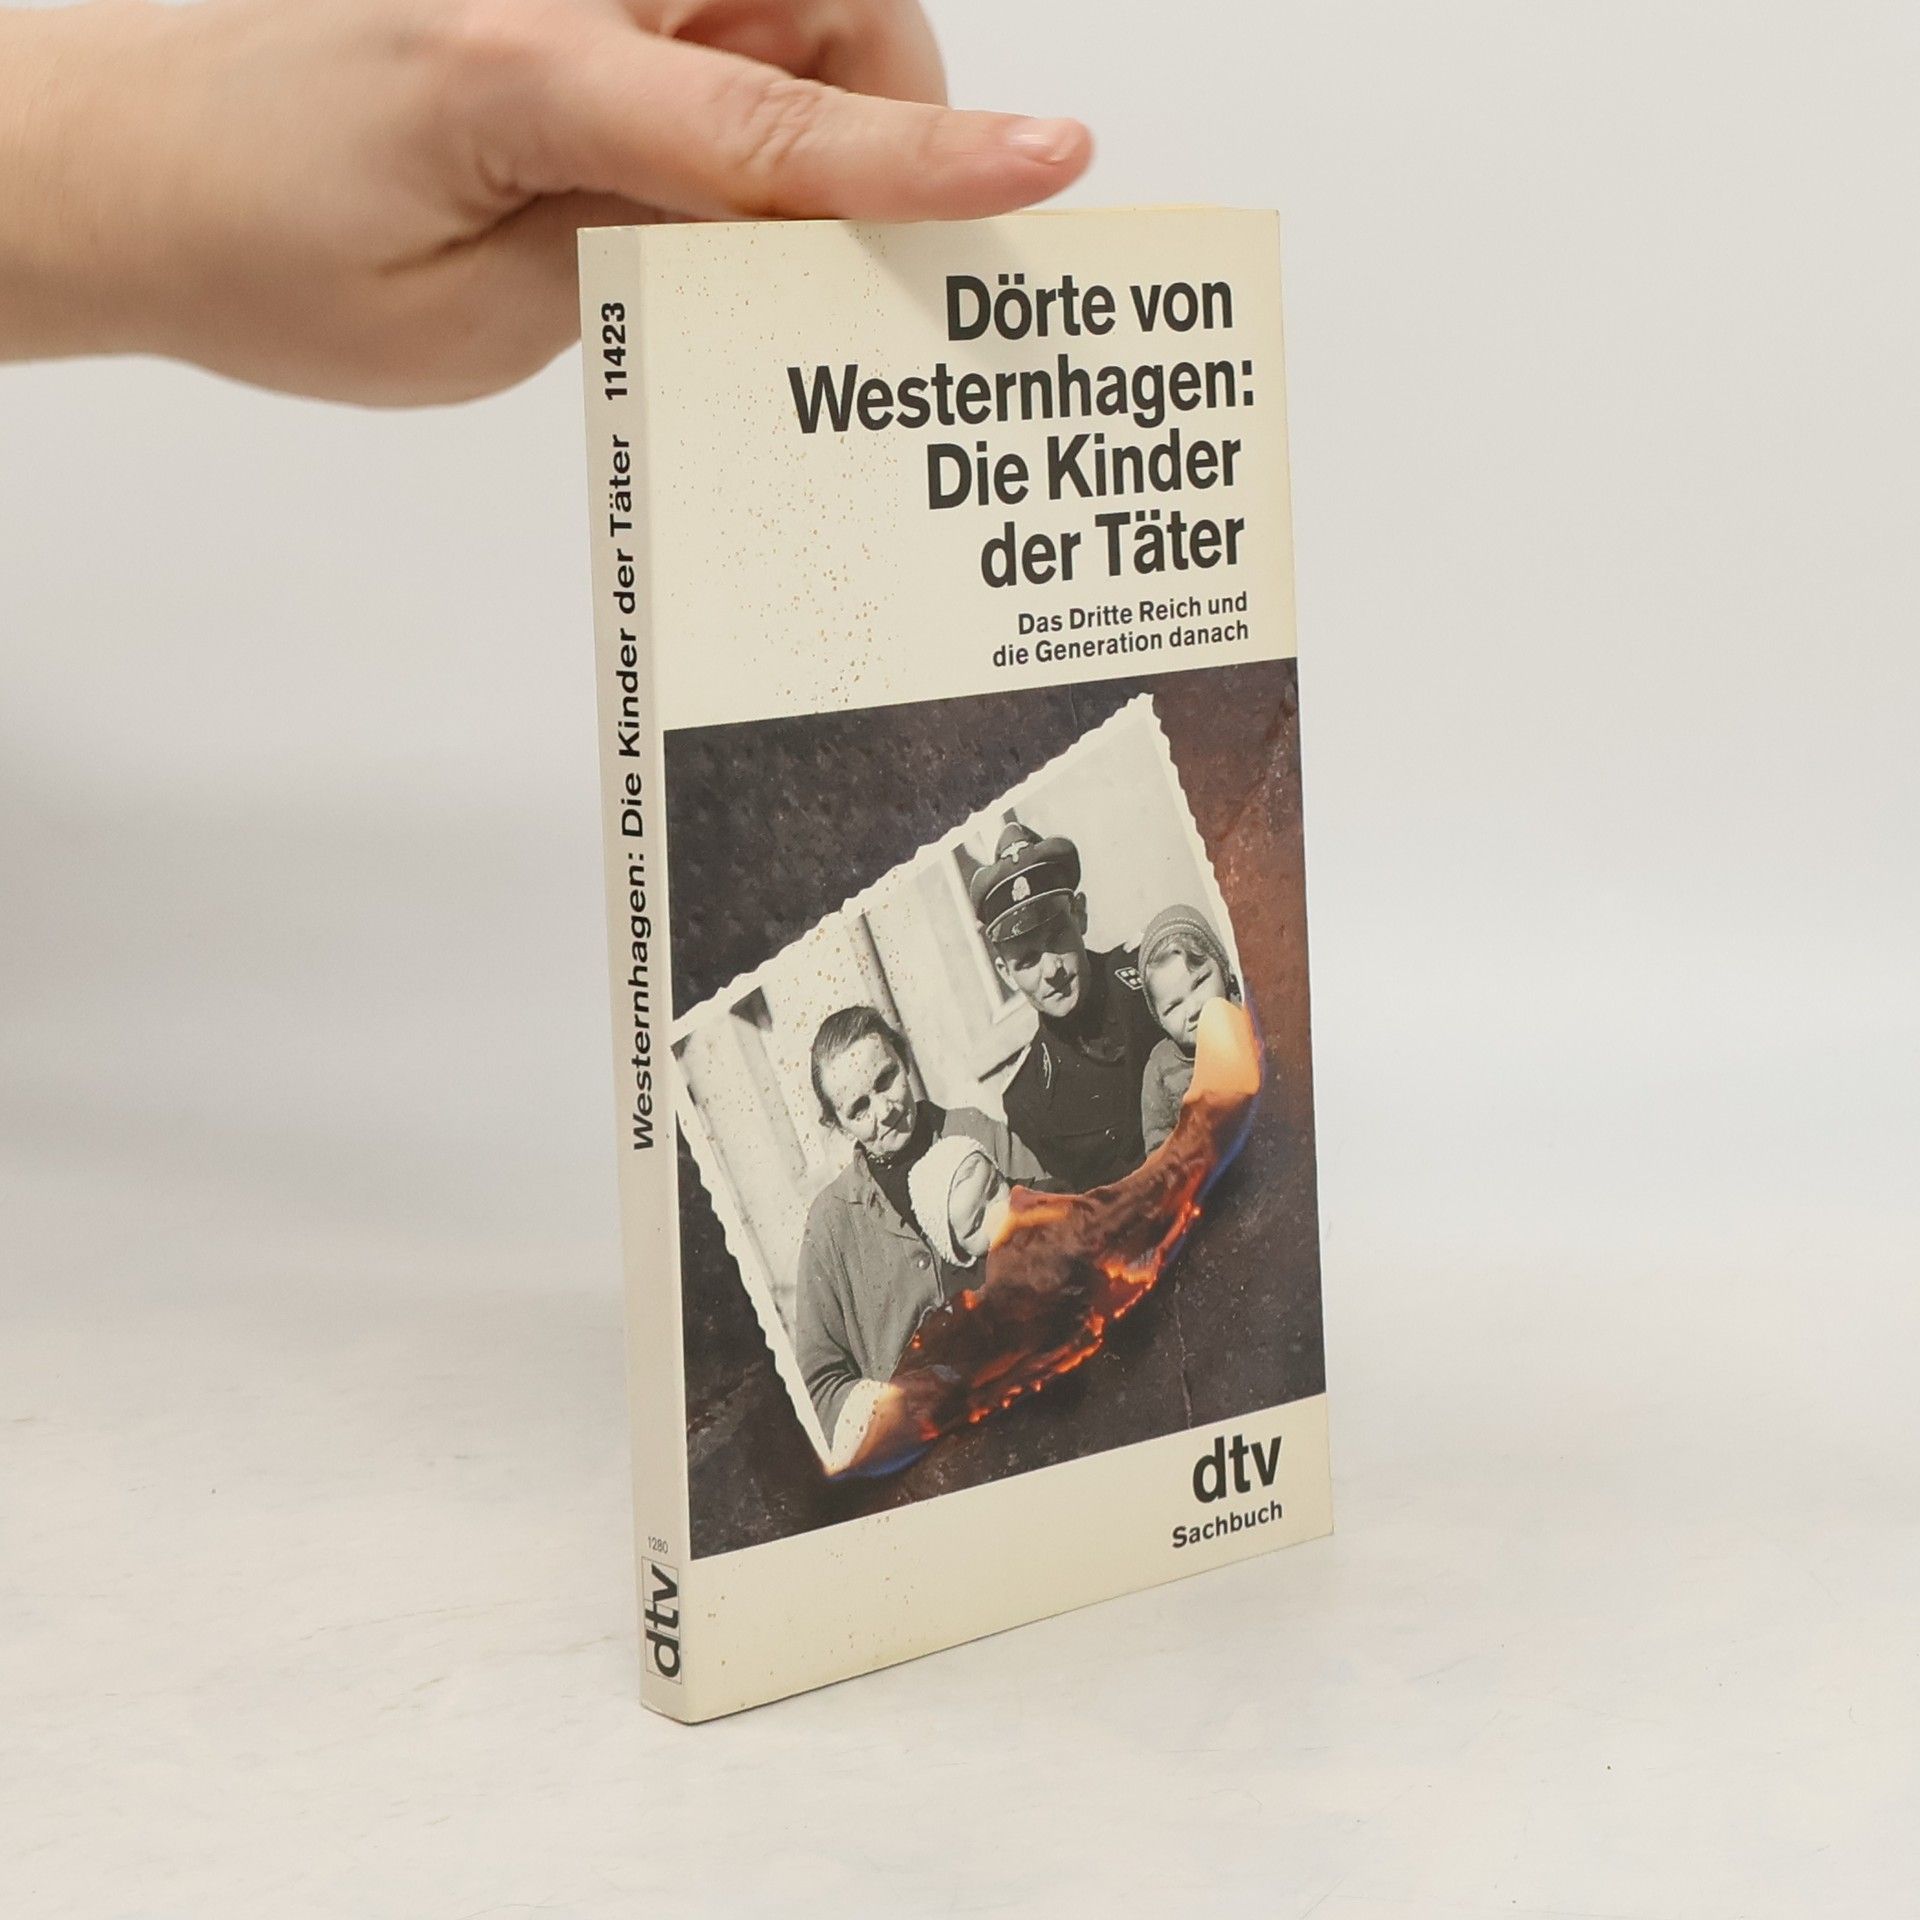 Dörte von
Westernhagen:
Die Kinder
der Täter
Das Dritte Reich und
die Generation danach
dtv
Sachbuch
Westernhagen: Die Kinder der Täter 11423
1280
dtv